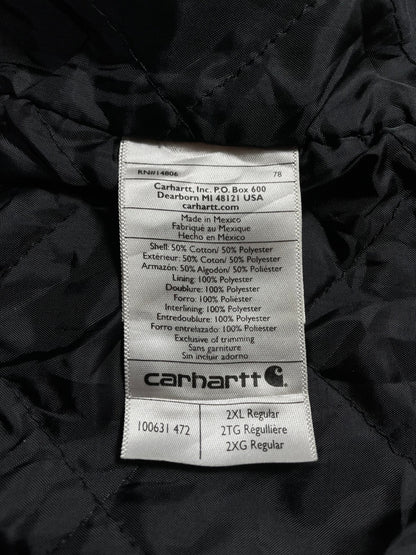 RN#14806 78
Carhartt, Inc. P.O. Box 600
Dearborn MI 48121 USA
carhartt.com
Made in Mexico
Fabriqué au Mexique
Hecho en México
Shell: 50% Cotton/ 50% Polyester
Extérieur: 50% Coton/ 50% Polyester
Armazón: 50% Algodon/ 50% Poliéster
Lining: 100% Polyester
Doublure: 100% Polyester
Forro: 100% Poliéster
Interlining: 100% Polyester
Entredoublure: 100% Polyester
Forro entrelazado: 100% Poliéster
Exclusive of trimming
Sans garniture
Sin incluir adorno
carhartt
100631 472
2XL Regular
2TG Régullière
2XG Regular